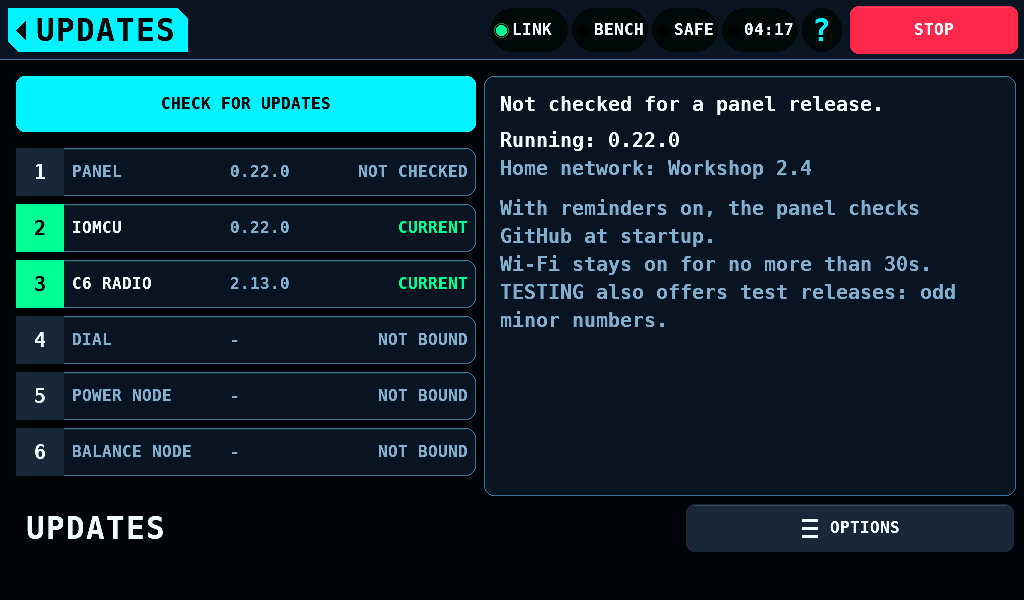 UPDATES
LINK
BENCH
SAFE
04:17
?
STOP
CHECK FOR UPDATES
1 PANEL 0.22.0 NOT CHECKED
2 IOMCU 0.22.0 CURRENT
3 C6 RADIO 2.13.0 CURRENT
4 DIAL - NOT BOUND
5 POWER NODE - NOT BOUND
6 BALANCE NODE - NOT BOUND
Not checked for a panel release.
Running: 0.22.0
Home network: Workshop 2.4
With reminders on, the panel checks
GitHub at startup.
Wi-Fi stays on for no more than 30s.
TESTING also offers test releases: odd
minor numbers.
UPDATES
OPTIONS